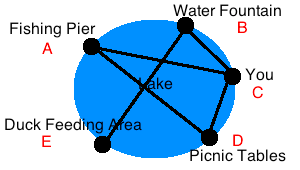 Water Fountain
B
Fishing Pier
A
Lake
You
C
Duck Feeding Area
E
D
Picnic Tables